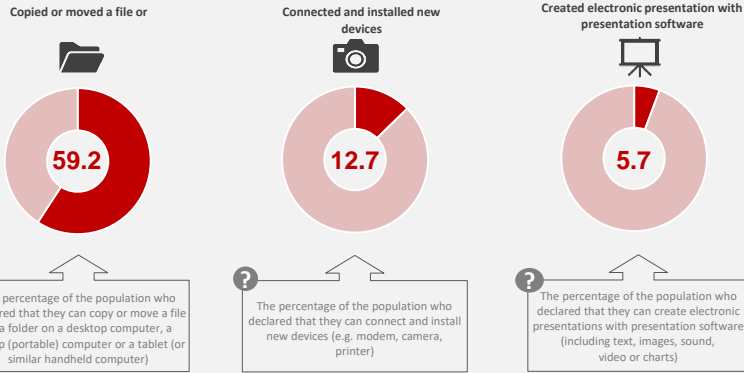 Copied or moved a file or
59.2
percentage of the population who
red that they can copy or move a file
a folder on a desktop computer, a
p (portable) computer or a tablet (or
similar handheld computer)
Connected and installed new
devices
12.7
?
The percentage of the population who
declared that they can connect and install
new devices (e.g. modem, camera,
printer)
Created electronic presentation with
presentation software
5.7
?
The percentage of the population who
declared that they can create electronic
presentations with presentation software
(including text, images, sound,
video or charts)